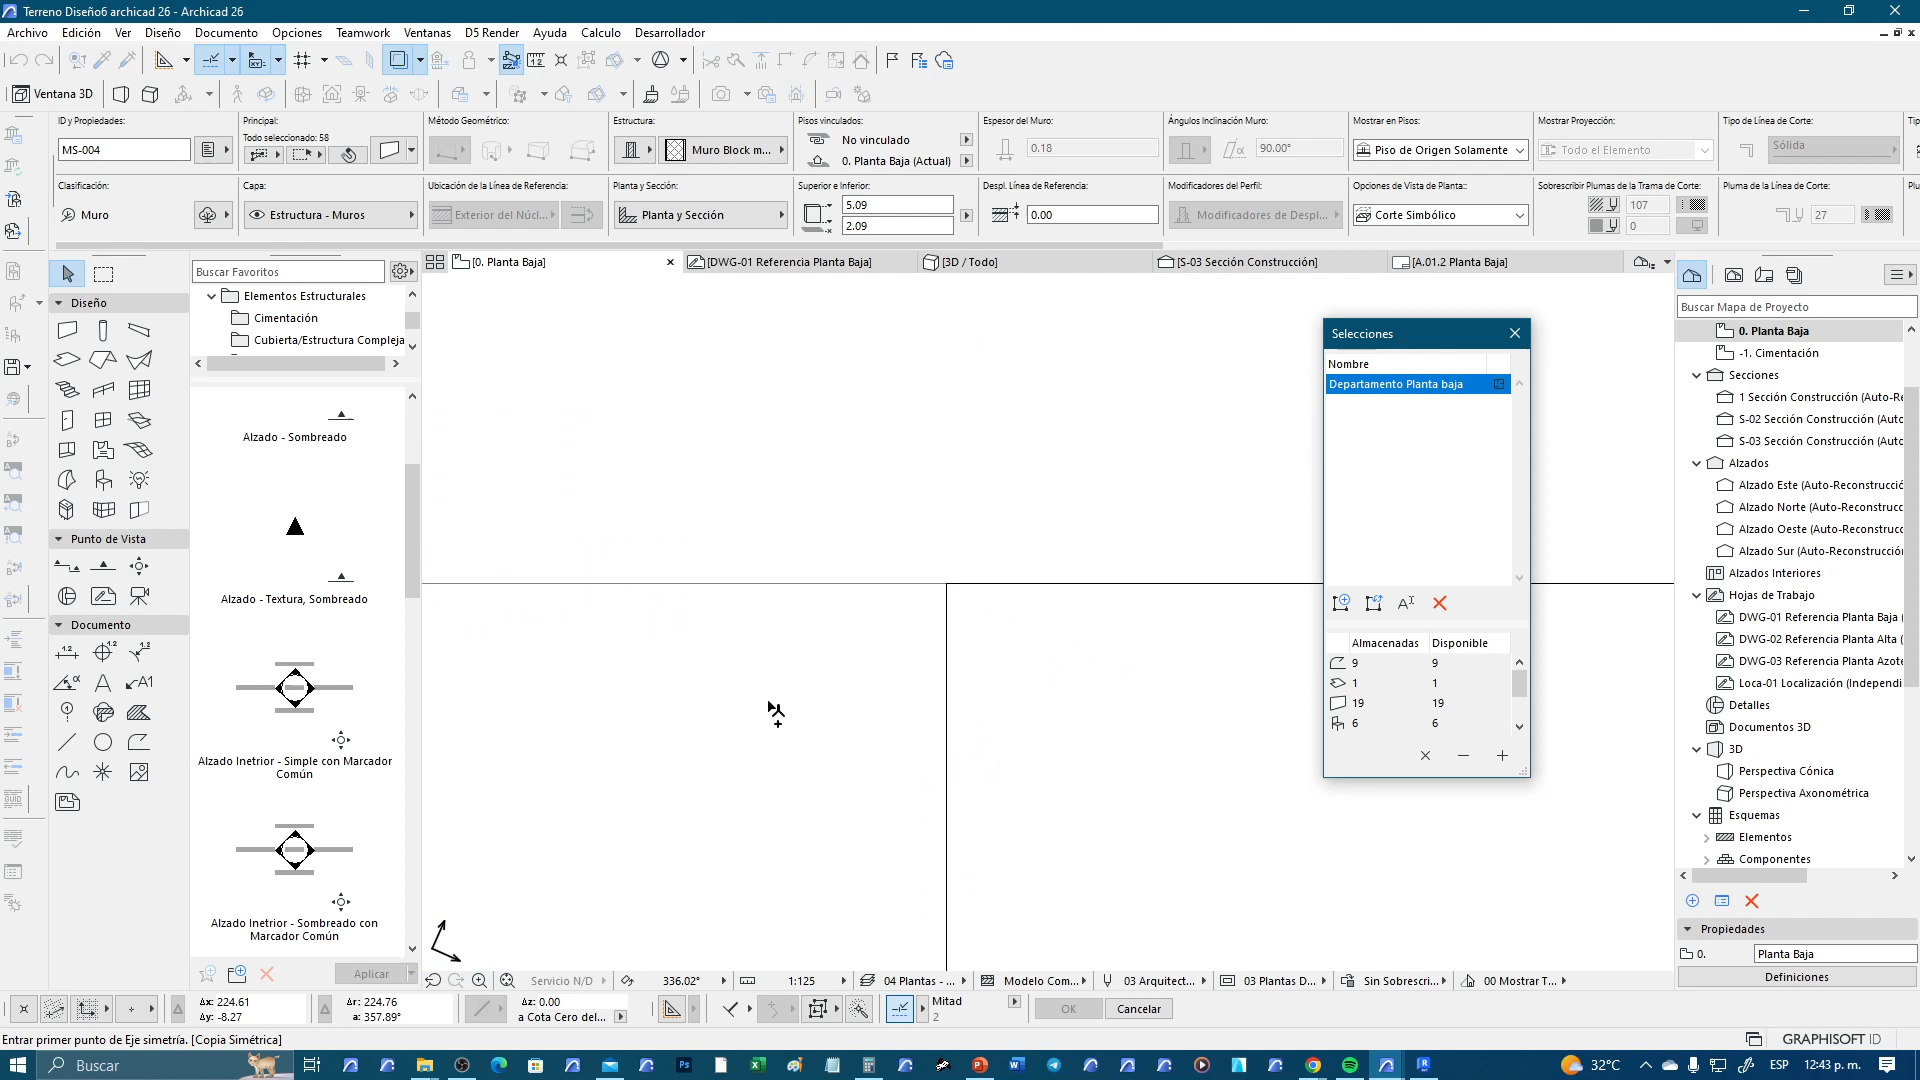 Terreno Diseño6 archicad 26 - Archicad 26
Archivo Edición Ver Diseño Documento Opciones Teamwork Ventanas D5 Render Ayuda Calculo Desarrollador
Ventana 3D
ID y Propiedades: Principal: Método Geométrico: Estructura: Pisos vinculados: Espesor del Muro: Ángulos Inclinación Muro: Mostrar en Pisos: Mostrar Proyección: Tipo de Línea de Corte:
Todo seleccionado: 58
MS-004 Muro Block m... No vinculado 0. Planta Baja (Actual) 0.18 90.00° Piso de Origen Solamente Todo el Elemento Sólida
Clasificación: Capa: Ubicación de la Línea de Referencia: Planta y Sección: Superior e Inferior: Despl. Línea de Referencia: Modificadores del Perfil: Opciones de Vista de Planta:: Sobrescribir Plumas de la Trama de Corte: Pluma de la Línea de Corte:
Muro Estructura - Muros Exterior del Núcl... Planta y Sección 5.09 2.09 0.00 Modificadores de Despl... Corte Simbólico 107 0 27
Buscar Favoritos
[0. Planta Baja] [DWG-01 Referencia Planta Baja] [3D / Todo] [S-03 Sección Construcción] [A.01.2 Planta Baja]
Diseño
Punto de Vista
Documento
Elementos Estructurales
Cimentación
Cubierta/Estructura Compleja
Alzado - Sombreado
Alzado - Textura, Sombreado
Alzado Inetrior - Simple con Marcador Común
Alzado Inetrior - Sombreado con Marcador Común
Aplicar
Selecciones
Nombre
Departamento Planta baja
Almacenadas Disponible
9 9
1 1
19 19
6 6
Buscar Mapa de Proyecto
0. Planta Baja
-1. Cimentación
Secciones
1 Sección Construcción (Auto-Re
S-02 Sección Construcción (Auto
S-03 Sección Construcción (Auto
Alzados
Alzado Este (Auto-Reconstrucció
Alzado Norte (Auto-Reconstrucc
Alzado Oeste (Auto-Reconstrucc
Alzado Sur (Auto-Reconstrucción
Alzados Interiores
Hojas de Trabajo
DWG-01 Referencia Planta Baja (
DWG-02 Referencia Planta Alta (
DWG-03 Referencia Planta Azote
Loca-01 Localización (Independi
Detalles
Documentos 3D
3D
Perspectiva Cónica
Perspectiva Axonométrica
Esquemas
Elementos
Componentes
Propiedades
0. Planta Baja
Definiciones
Servicio N/D 336.02° 1:125 04 Plantas - ... Modelo Com... 03 Arquitect... 03 Plantas D... Sin Sobrescri... 00 Mostrar T...
Δx: 224.61 Δr: 224.76 Δz: 0.00 Mitad
Δy: -8.27 a: 357.89° a Cota Cero del... 2 OK Cancelar
Entrar primer punto de Eje simetría. [Copia Simétrica]
GRAPHISOFT ID
Buscar 32°C ESP 12:43 p. m.